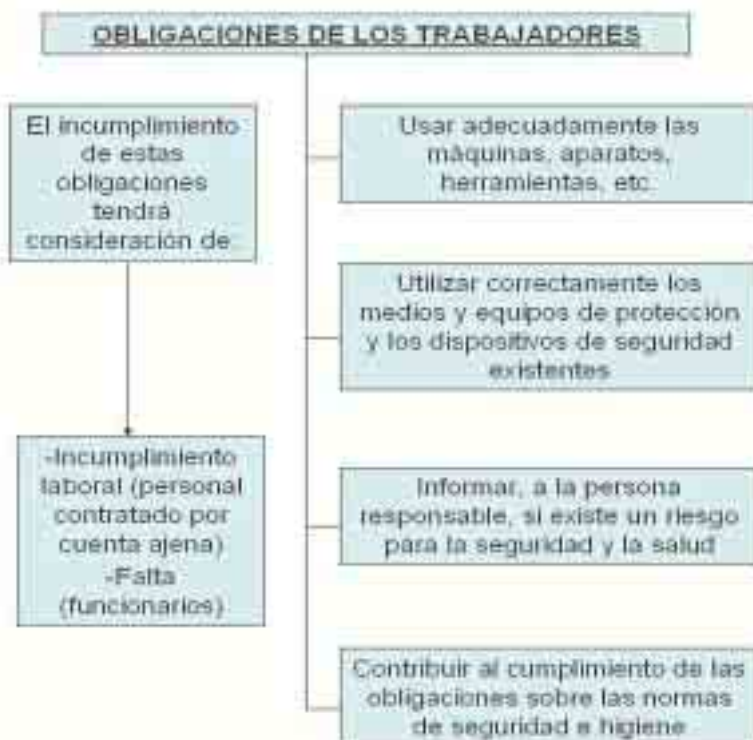 OBLIGACIONES DE LOS TRABAJADORES
El incumplimiento
de estas
obligaciones
tendrá
consideración de
-Incumplimiento
laboral (personal
contratado por
cuenta ajena)
-Falta
(funcionarios)
Usar adecuadamente las
máquinas, aparatos,
herramientas, etc.
Utilizar correctamente los
medios y equipos de protección
y los dispositivos de seguridad
existentes
Informar, a la persona
responsable, si existe un riesgo
para la seguridad y la salud
Contribuir al cumplimiento de las
obligaciones sobre las normas
de seguridad e higiene